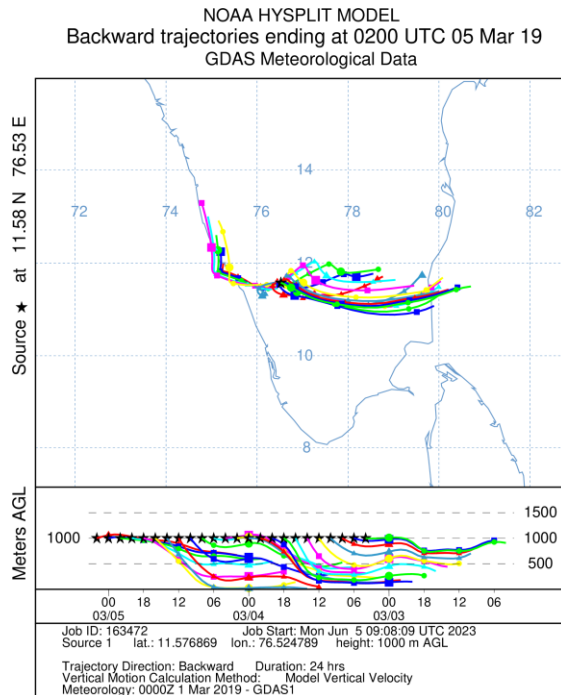 NOAA HYSPLIT MODEL
Backward trajectories ending at 0200 UTC 05 Mar 19
GDAS Meteorological Data
Source ★ at 11.58 N 76.53 E
14
72 74 76 78 80 82
12
10
8
Meters AGL
1500
1000 1000
500
00 18 12 06 00 18 12 06 00 18 12 06
03/05 03/04 03/03
Job ID: 163472 Job Start: Mon Jun 5 09:08:09 UTC 2023
Source 1 lat.: 11.576869 lon.: 76.524789 height: 1000 m AGL
Trajectory Direction: Backward Duration: 24 hrs
Vertical Motion Calculation Method: Model Vertical Velocity
Meteorology: 0000Z 1 Mar 2019 - GDAS1